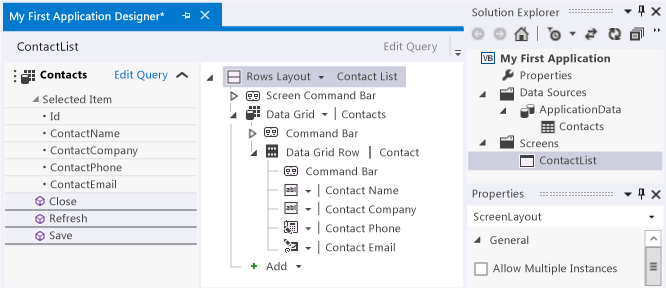 My First Application Designer*
ContactList
Edit Query
Contacts
Edit Query
Selected Item
• Id
• ContactName
• ContactCompany
• ContactPhone
• ContactEmail
Close
Refresh
Save
Rows Layout Contact List
Screen Command Bar
Data Grid | Contacts
Command Bar
Data Grid Row | Contact
Command Bar
| Contact Name
| Contact Company
| Contact Phone
| Contact Email
+ Add
Solution Explorer
VB My First Application
Properties
Data Sources
ApplicationData
Contacts
Screens
ContactList
Properties
ScreenLayout
General
Allow Multiple Instances